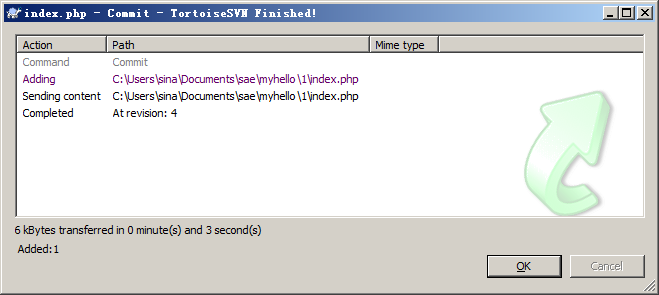 index.php - Commit - TortoiseSVN Finished!
Action Path Mime type
Command Commit
Adding C:\Users\sina\Documents\sae\myhello\1\index.php
Sending content C:\Users\sina\Documents\sae\myhello\1\index.php
Completed At revision: 4
6 kBytes transferred in 0 minute(s) and 3 second(s)
Added:1
OK Cancel